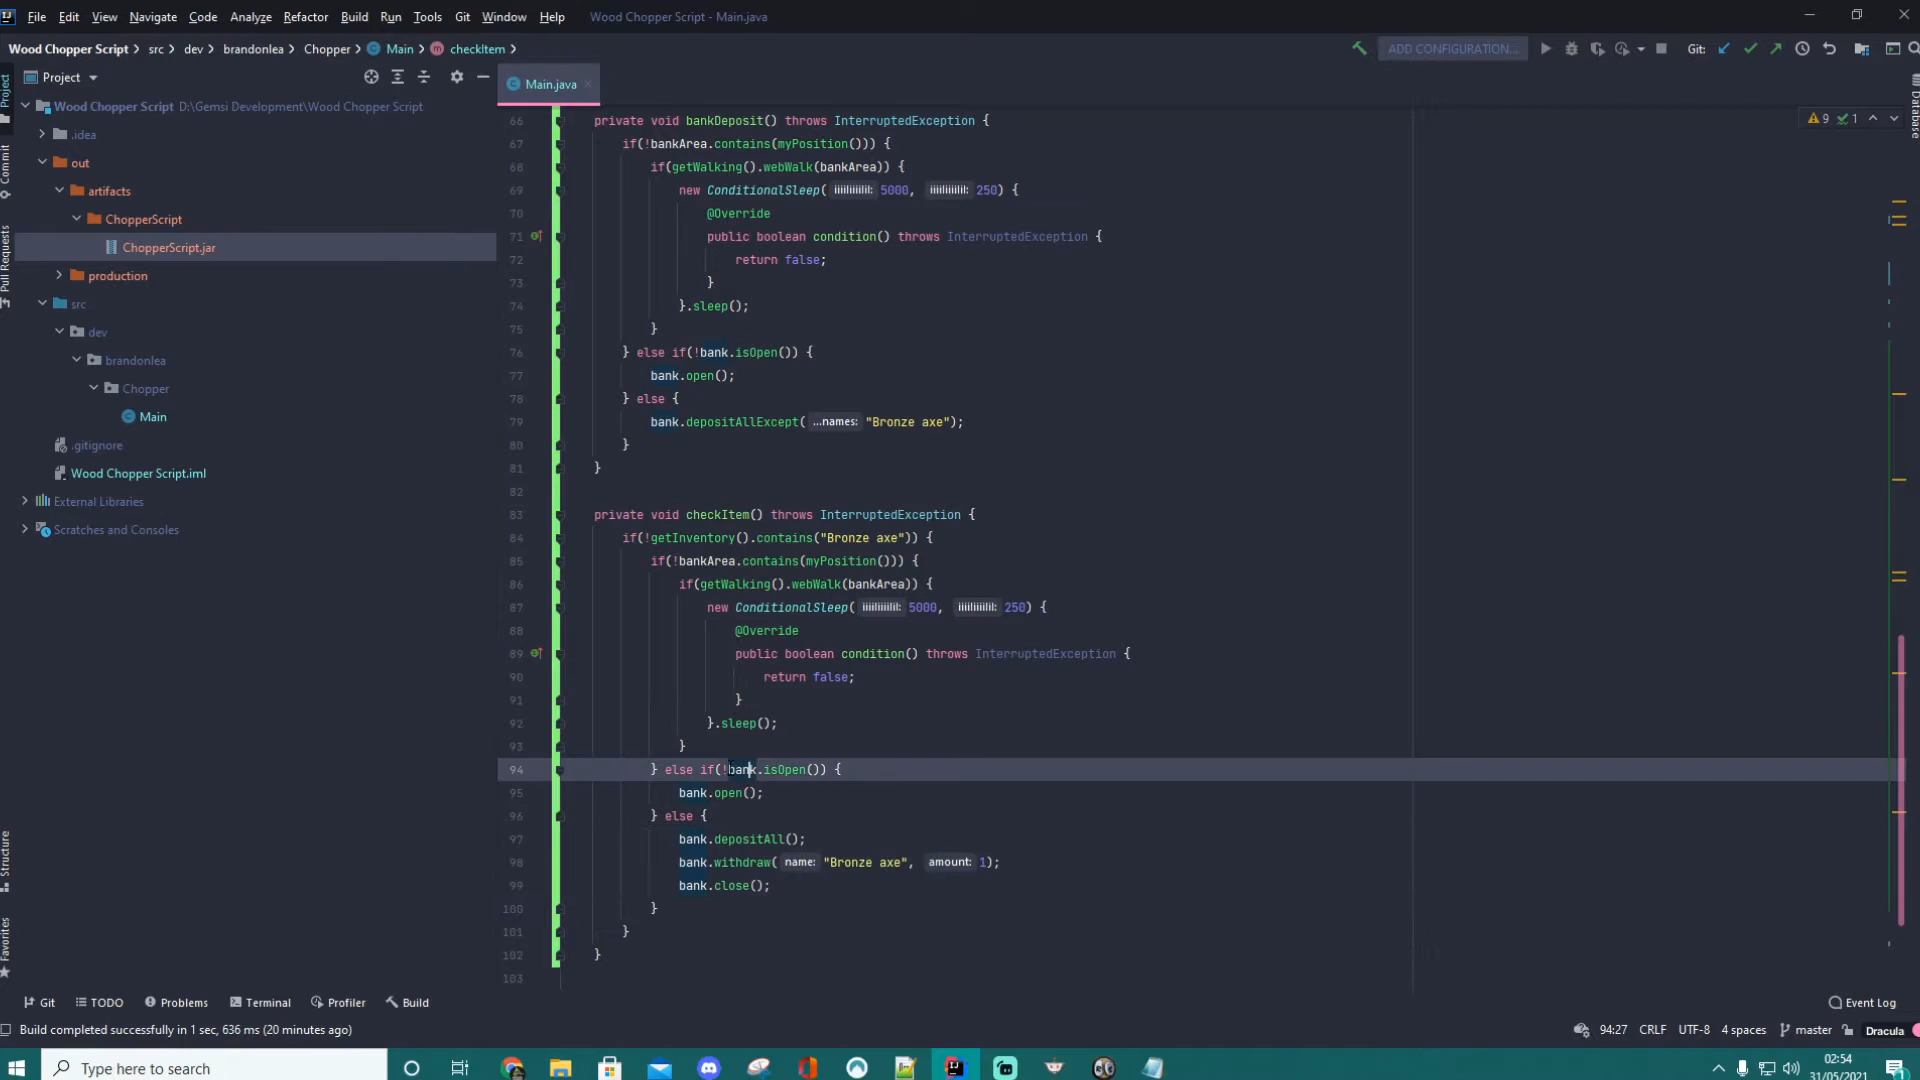 File Edit View Navigate Code Analyze Refactor Build Run Tools Git Window Help Wood Chopper Script - Main.java
Wood Chopper Script src dev brandonlea Chopper Main checkItem ADD CONFIGURATION... Git:
Project
Main.java
Wood Chopper Script D:\Gemsi Development\Wood Chopper Script
.idea
out
artifacts
ChopperScript
ChopperScript.jar
production
src
dev
brandonlea
Chopper
Main
.gitignore
Wood Chopper Script.iml
External Libraries
Scratches and Consoles
Project
Commit
Pull Requests
Structure
Favorites
Database
9 1
66 private void bankDeposit() throws InterruptedException {
67 if(!bankArea.contains(myPosition())) {
68 if(getWalking().webWalk(bankArea)) {
69 new ConditionalSleep( 5000, 250) {
70 @Override
71 public boolean condition() throws InterruptedException {
72 return false;
73 }
74 }.sleep();
75 }
76 } else if(!bank.isOpen()) {
77 bank.open();
78 } else {
79 bank.depositAllExcept( ...names: "Bronze axe");
80 }
81 }
82
83 private void checkItem() throws InterruptedException {
84 if(!getInventory().contains("Bronze axe")) {
85 if(!bankArea.contains(myPosition())) {
86 if(getWalking().webWalk(bankArea)) {
87 new ConditionalSleep( 5000, 250) {
88 @Override
89 public boolean condition() throws InterruptedException {
90 return false;
91 }
92 }.sleep();
93 }
94 } else if(!bank.isOpen()) {
95 bank.open();
96 } else {
97 bank.depositAll();
98 bank.withdraw( name: "Bronze axe", amount: 1);
99 bank.close();
100 }
101 }
102 }
103
Git TODO Problems Terminal Profiler Build Event Log
Build completed successfully in 1 sec, 636 ms (20 minutes ago) 94:27 CRLF UTF-8 4 spaces master Dracula
Type here to search
02:54
31/05/2021